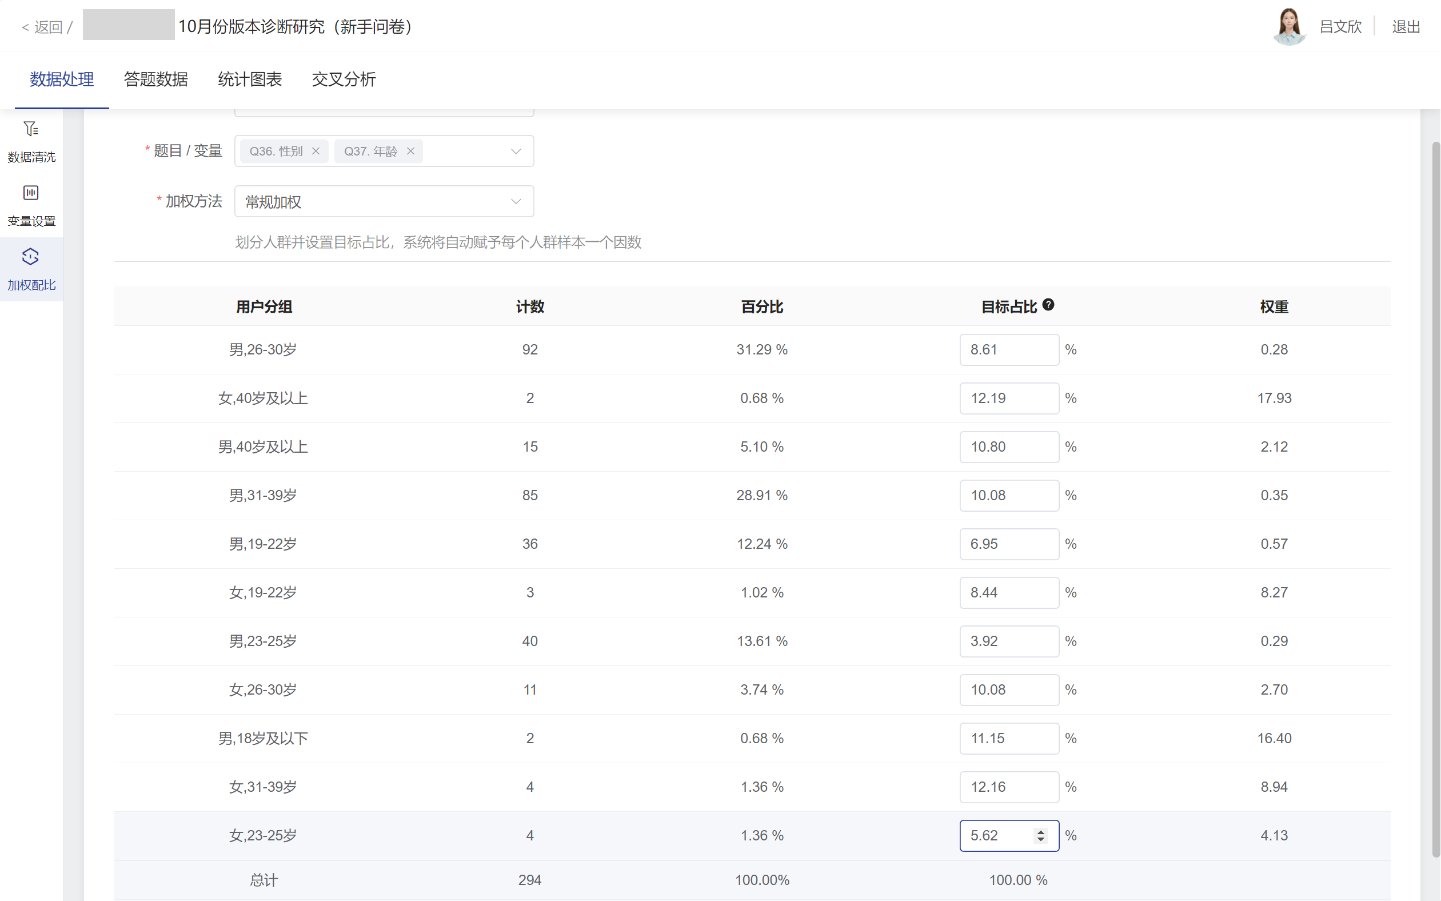 < 返回 / 10月份版本诊断研究（新手问卷） 吕文欣 退出
数据处理 答题数据 统计图表 交叉分析
数据清洗
变量设置
加权配比
* 题目 / 变量 Q36. 性别 × Q37. 年龄 ×
* 加权方法 常规加权
划分人群并设置目标占比，系统将自动赋予每个人群样本一个因数
用户分组 计数 百分比 目标占比 ? 权重
男,26-30岁 92 31.29 % 8.61 % 0.28
女,40岁及以上 2 0.68 % 12.19 % 17.93
男,40岁及以上 15 5.10 % 10.80 % 2.12
男,31-39岁 85 28.91 % 10.08 % 0.35
男,19-22岁 36 12.24 % 6.95 % 0.57
女,19-22岁 3 1.02 % 8.44 % 8.27
男,23-25岁 40 13.61 % 3.92 % 0.29
女,26-30岁 11 3.74 % 10.08 % 2.70
男,18岁及以下 2 0.68 % 11.15 % 16.40
女,31-39岁 4 1.36 % 12.16 % 8.94
女,23-25岁 4 1.36 % 5.62 % 4.13
总计 294 100.00% 100.00 %